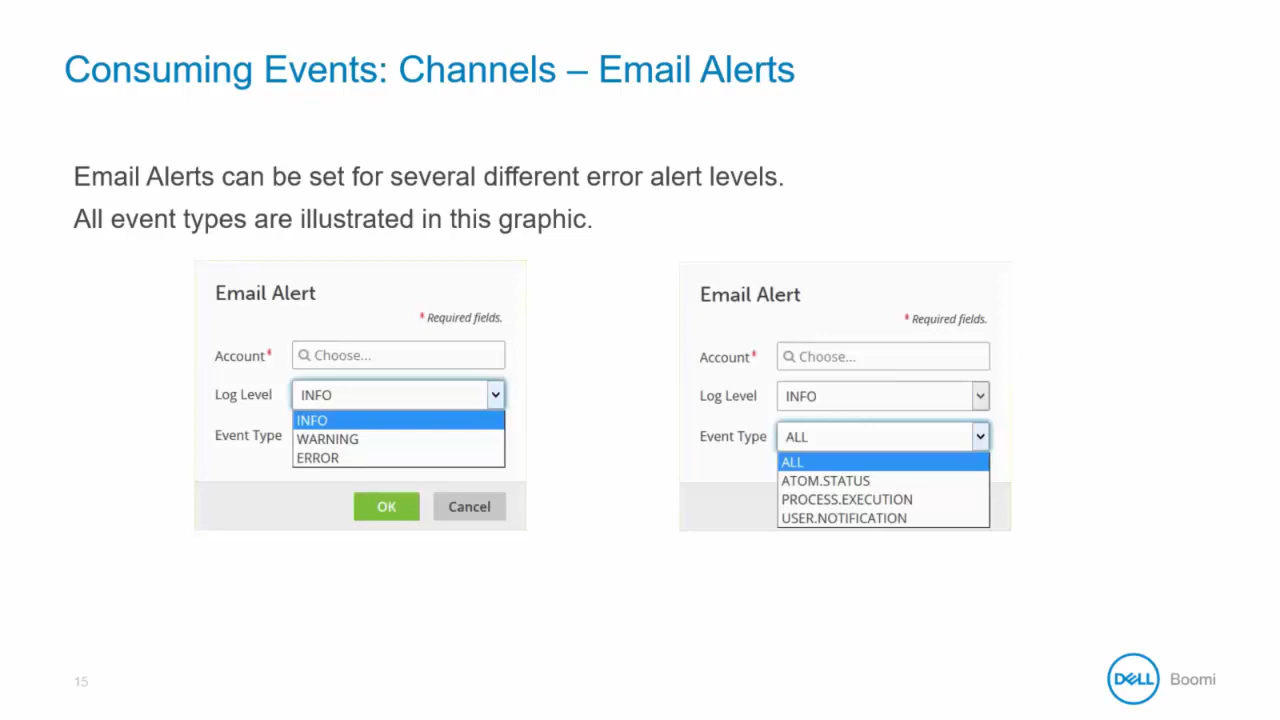 Consuming Events: Channels – Email Alerts
Email Alerts can be set for several different error alert levels.
All event types are illustrated in this graphic.
Email Alert
* Required fields.
Account* Choose...
Log Level INFO
INFO
Event Type WARNING
ERROR
OK Cancel
Email Alert
* Required fields.
Account* Choose...
Log Level INFO
Event Type ALL
ALL
ATOM.STATUS
PROCESS.EXECUTION
USER.NOTIFICATION
15
DELL Boomi